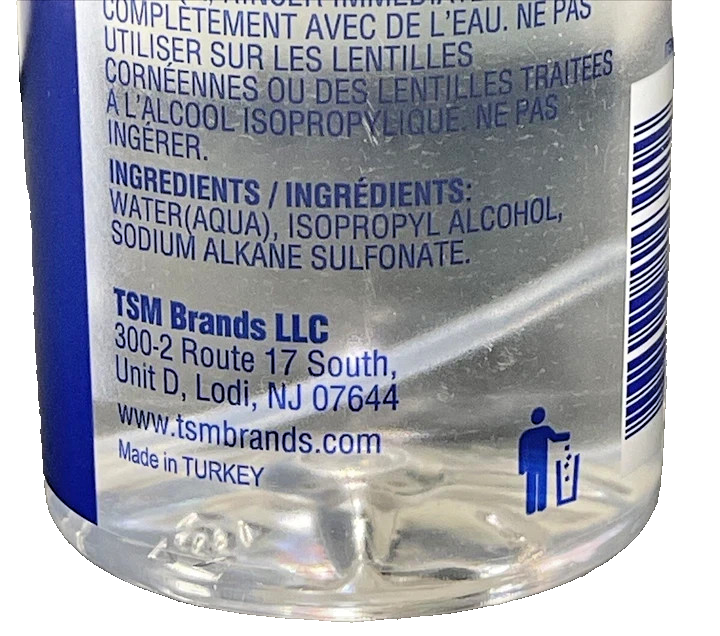 COMPLÈTEMENT AVEC DE L'EAU. NE PAS
UTILISER SUR LES LENTILLES
CORNÉENNES OU DES LENTILLES TRAITÉES
À L'ALCOOL ISOPROPYLIQUE. NE PAS
INGÉRER.
INGREDIENTS / INGRÉDIENTS:
WATER(AQUA), ISOPROPYL ALCOHOL,
SODIUM ALKANE SULFONATE.
TSM Brands LLC
300-2 Route 17 South,
Unit D, Lodi, NJ 07644
www.tsmbrands.com
Made in TURKEY